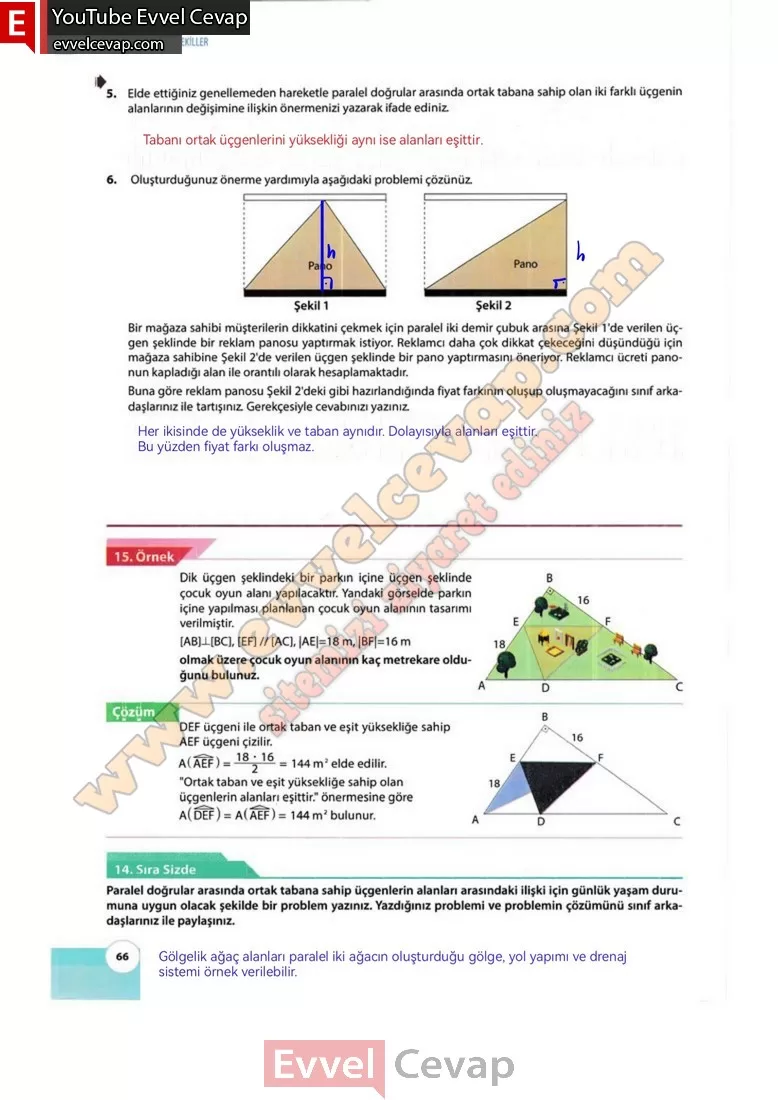 E
YouTube Evvel Cevap
evvelcevap.com
EKİLLER
5. Elde ettiğiniz genellemeden hareketle paralel doğrular arasında ortak tabana sahip olan iki farklı üçgenin
alanlarının değişimine ilişkin önermenizi yazarak ifade ediniz.
Tabanı ortak üçgenlerini yüksekliği aynı ise alanları eşittir.
6. Oluşturduğunuz önerme yardımıyla aşağıdaki problemi çözünüz.
h
h
Pano
Pano
Şekil 1
Şekil 2
Bir mağaza sahibi müşterilerin dikkatini çekmek için paralel iki demir çubuk arasına Şekil 1'de verilen üç-
gen şeklinde bir reklam panosu yaptırmak istiyor. Reklamcı daha çok dikkat çekeceğini düşündüğü için
mağaza sahibine Şekil 2'de verilen üçgen şeklinde bir pano yaptırmasını öneriyor. Reklamcı ücreti pano-
nun kapladığı alan ile orantılı olarak hesaplamaktadır.
Buna göre reklam panosu Şekil 2'deki gibi hazırlandığında fiyat farkının oluşup oluşmayacağını sınıf arka-
daşlarınız ile tartışınız. Gerekçesiyle cevabınızı yazınız.
Her ikisinde de yükseklik ve taban aynıdır. Dolayısıyla alanları eşittir.
Bu yüzden fiyat farkı oluşmaz.
www.evvelcevap.com
sitemizi ziyaret ediniz
15. Örnek
Dik üçgen şeklindeki bir parkın içine üçgen şeklinde
çocuk oyun alanı yapılacaktır. Yandaki görselde parkın
içine yapılması planlanan çocuk oyun alanının tasarımı
verilmiştir.
[AB]⊥[BC], [EF] // [AC], |AE|=18 m, |BF|=16 m
olmak üzere çocuk oyun alanının kaç metrekare oldu-
ğunu bulunuz.
B
16
E
F
18
A
D
C
Çözüm
DEF üçgeni ile ortak taban ve eşit yüksekliğe sahip
AEF üçgeni çizilir.
A(AEF) = 18 · 16 / 2 = 144 m² elde edilir.
"Ortak taban ve eşit yüksekliğe sahip olan
üçgenlerin alanları eşittir." önermesine göre
A(DEF) = A(AEF) = 144 m² bulunur.
B
16
E
F
18
A
D
C
14. Sıra Sizde
Paralel doğrular arasında ortak tabana sahip üçgenlerin alanları arasındaki ilişki için günlük yaşam duru-
muna uygun olacak şekilde bir problem yazınız. Yazdığınız problemi ve problemin çözümünü sınıf arka-
daşlarınız ile paylaşınız.
66
Gölgelik ağaç alanları paralel iki ağacın oluşturduğu gölge, yol yapımı ve drenaj
sistemi örnek verilebilir.
Evvel Cevap